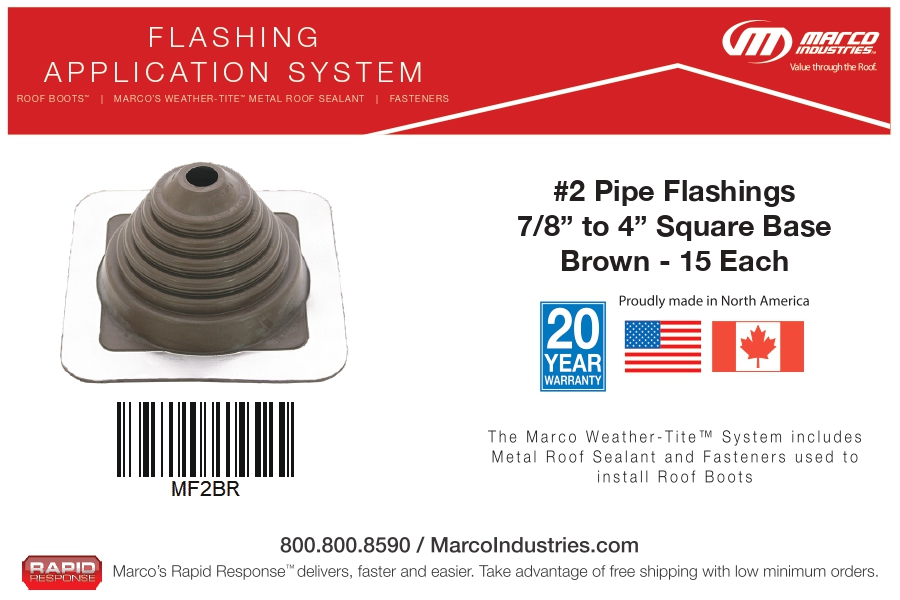 FLASHING
APPLICATION SYSTEM
ROOF BOOTS™ | MARCO'S WEATHER-TITE™ METAL ROOF SEALANT | FASTENERS
MARCO
INDUSTRIES™
Value through the Roof.
#2 Pipe Flashings
7/8” to 4” Square Base
Brown - 15 Each
Proudly made in North America
20
YEAR
WARRANTY
MF2BR
The Marco Weather-Tite™ System includes
Metal Roof Sealant and Fasteners used to
install Roof Boots
800.800.8590 / MarcoIndustries.com
RAPID
RESPONSE
Marco's Rapid Response™ delivers, faster and easier. Take advantage of free shipping with low minimum orders.